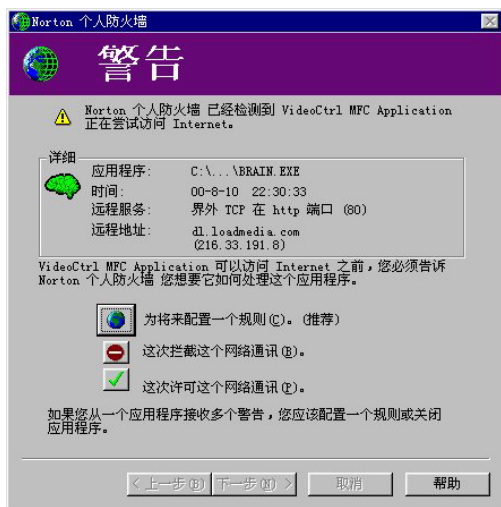 Norton 个人防火墙
警告
Norton 个人防火墙 已经检测到 VideoCtrl MFC Application
正在尝试访问 Internet。
详细
应用程序: C:\...\BRAIN.EXE
时间: 00-8-10 22:30:33
远程服务: 界外 TCP 在 http 端口 (80)
远程地址: dl.loadmedia.com
(216.33.191.8)
VideoCtrl MFC Application 可以访问 Internet 之前,您必须告诉
Norton 个人防火墙 您想要它如何处理这个应用程序。
为将来配置一个规则(C)。(推荐)
这次拦截这个网络通讯(B)。
这次许可这个网络通讯(P)。
如果您从一个应用程序接收多个警告,您应该配置一个规则或关闭
应用程序。
< 上一步(B) 下一步(N) > 取消 帮助